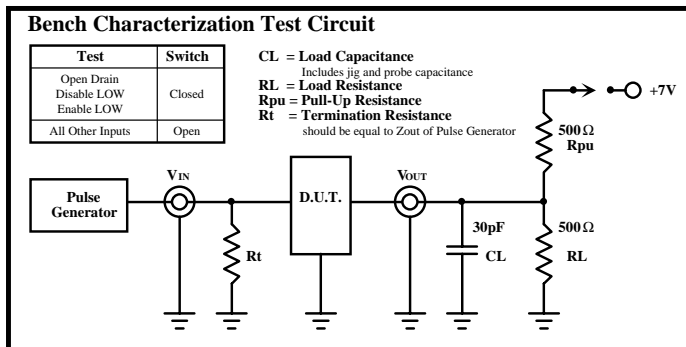 Bench Characterization Test Circuit
Test Switch
Open Drain
Disable LOW
Enable LOW
Closed
All Other Inputs Open
CL = Load Capacitance
Includes jig and probe capacitance
RL = Load Resistance
Rpu = Pull-Up Resistance
Rt = Termination Resistance
should be equal to Zout of Pulse Generator
+7V
500Ω
Rpu
VIN
VOUT
Pulse
Generator
D.U.T.
Rt
30pF
CL
500Ω
RL